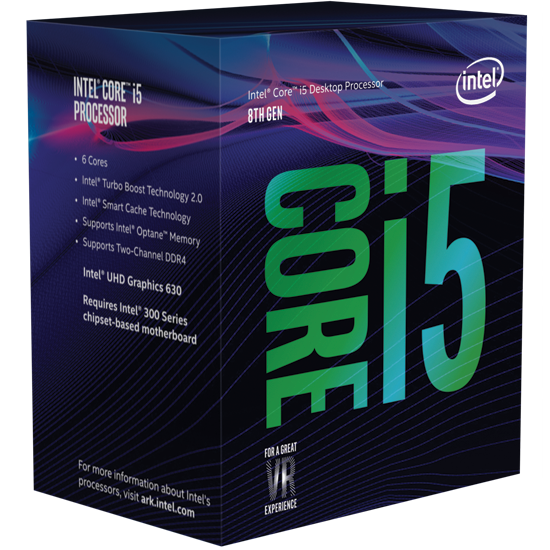 INTEL® CORE™ i5
PROCESSOR
• 6 Cores
• Intel® Turbo Boost Technology 2.0
• Intel® Smart Cache Technology
• Supports Intel® Optane™ Memory
• Supports Two-Channel DDR4
Intel® UHD Graphics 630
Requires Intel® 300 Series
chipset-based motherboard
For more information about Intel's
processors, visit ark.intel.com
Intel® Core™ i5 Desktop Processor
8TH GEN
intel®
CORE i5
FOR A GREAT
VR
EXPERIENCE